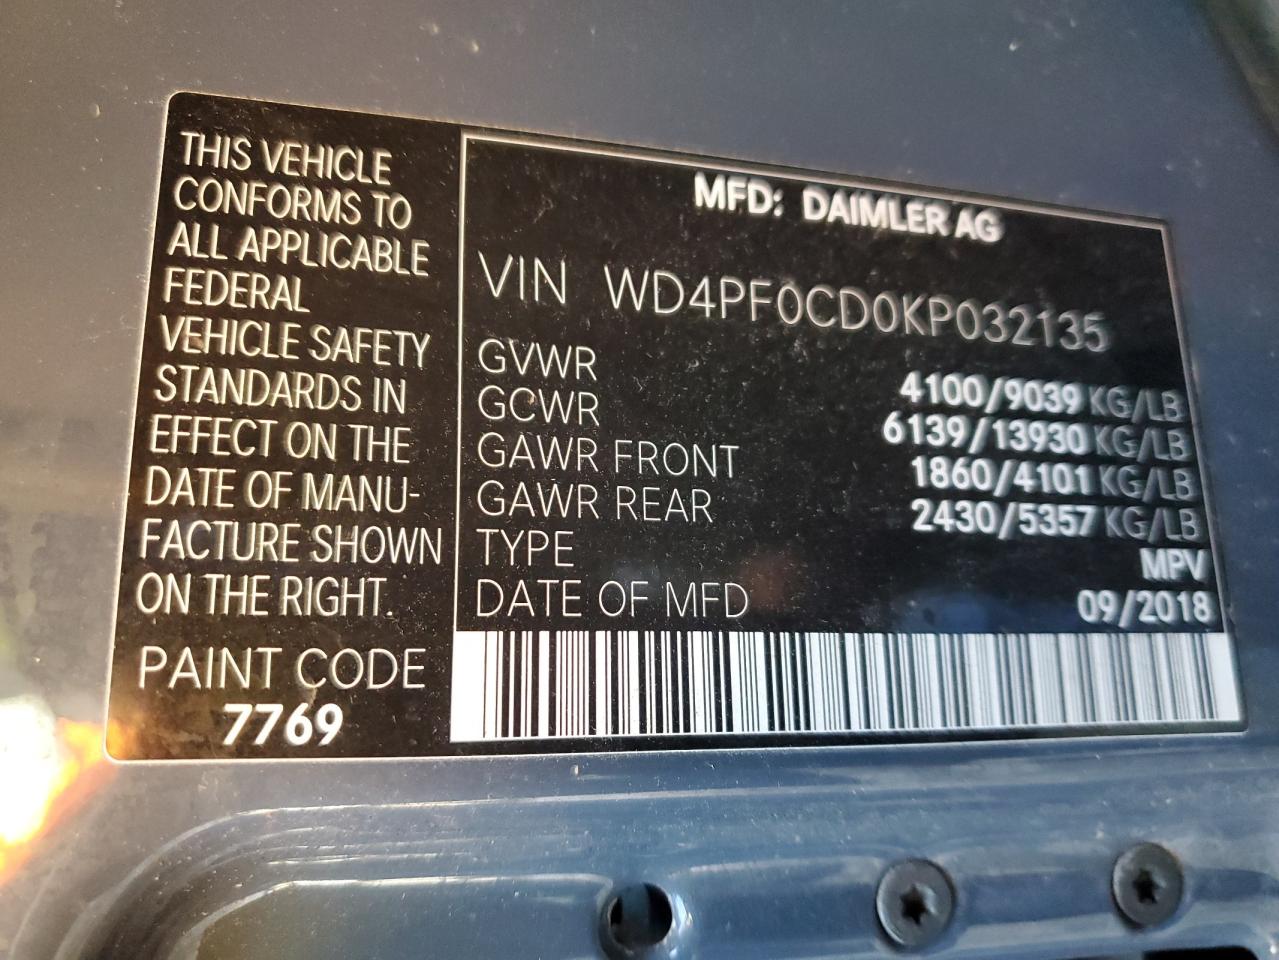 THIS VEHICLE
CONFORMS TO
ALL APPLICABLE
FEDERAL
VEHICLE SAFETY
STANDARDS IN
EFFECT ON THE
DATE OF MANU-
FACTURE SHOWN
ON THE RIGHT.
PAINT CODE
7769
MFD: DAIMLER AG
VIN WD4PF0CD0KP032135
GVWR 4100/9039 KG/LB
GCWR 6139/13930 KG/LB
GAWR FRONT 1860/4101 KG/LB
GAWR REAR 2430/5357 KG/LB
TYPE MPV
DATE OF MFD 09/2018